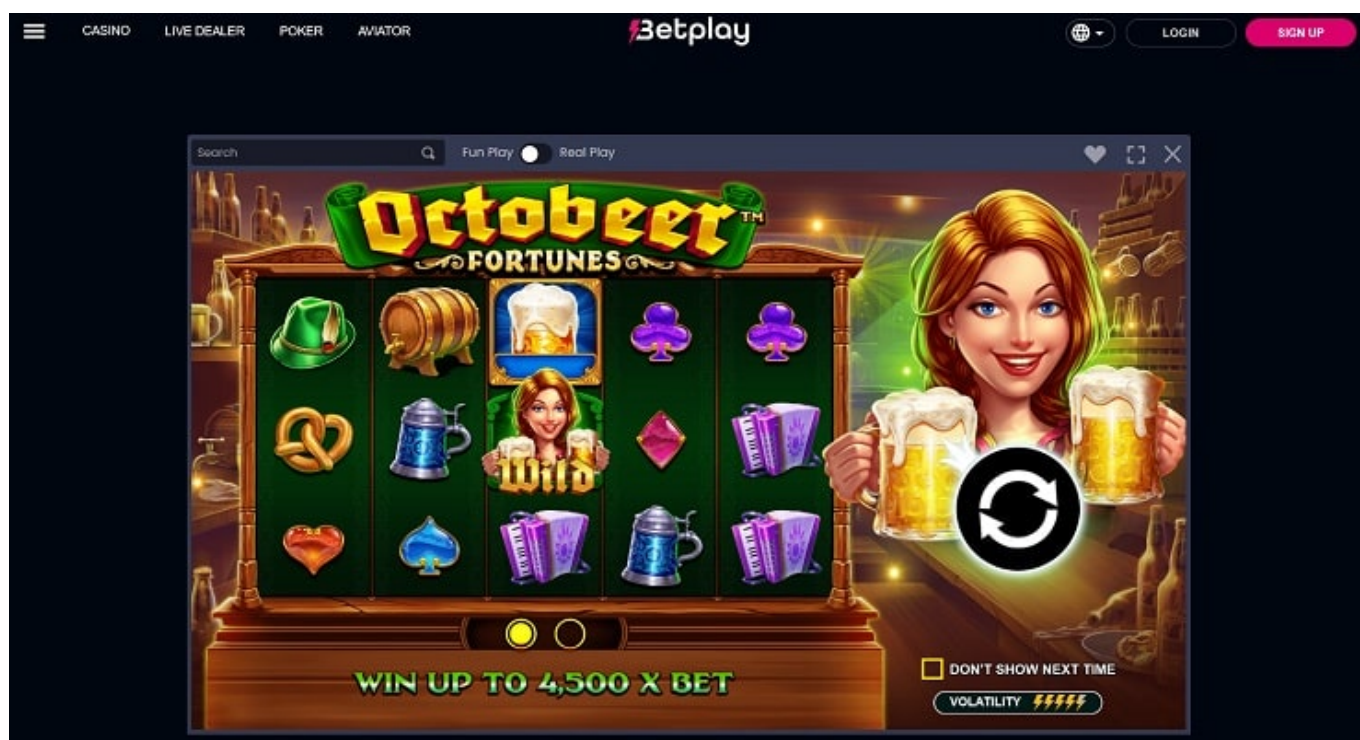 CASINO LIVE DEALER POKER AVIATOR Betplay LOGIN SIGN UP
Search Fun Play Real Play
Octobeer™
FORTUNES
Wild
WIN UP TO 4,500 X BET
DON'T SHOW NEXT TIME
VOLATILITY